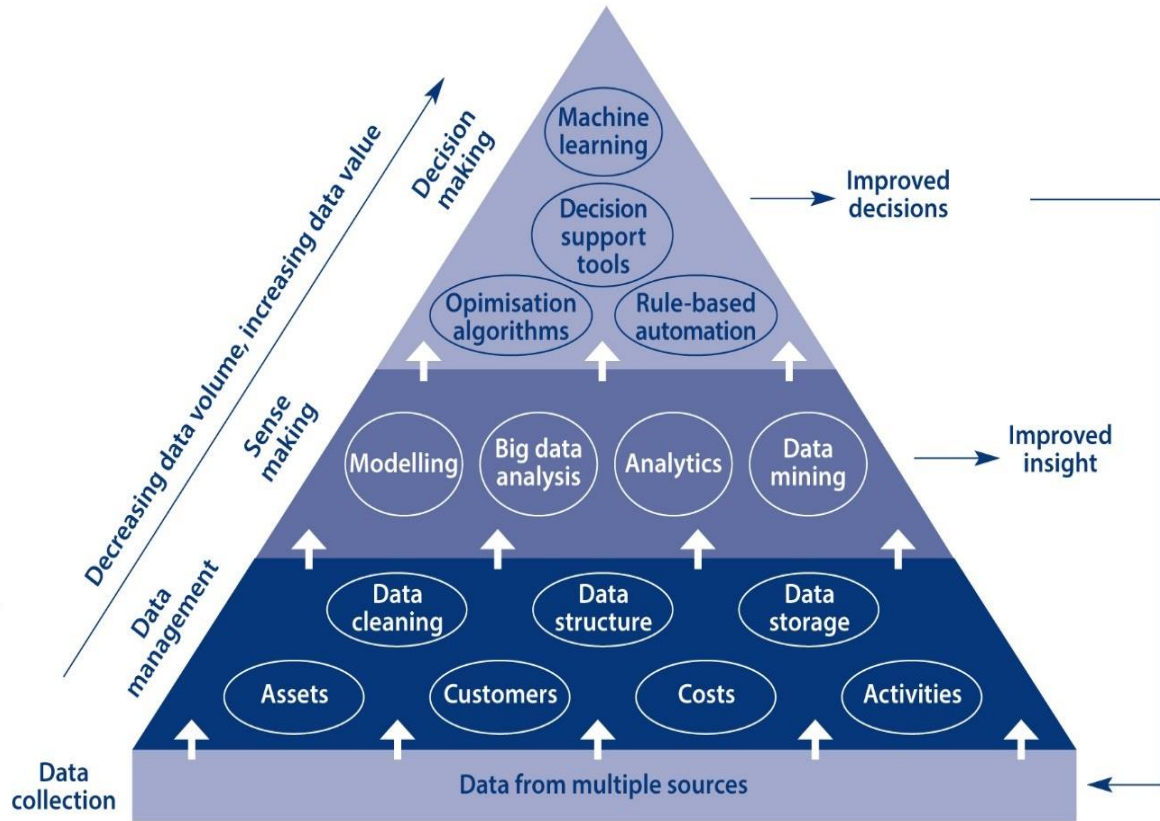 Machine
learning
Decision
support
tools
Opimisation
algorithms
Rule-based
automation
Decision
making
Improved
decisions
Decreasing data volume, increasing data value
Modelling
Big data
analysis
Analytics
Data
mining
Sense
making
Improved
insight
Data
cleaning
Data
structure
Data
storage
Assets
Customers
Costs
Activities
Data
management
Data
collection
Data from multiple sources